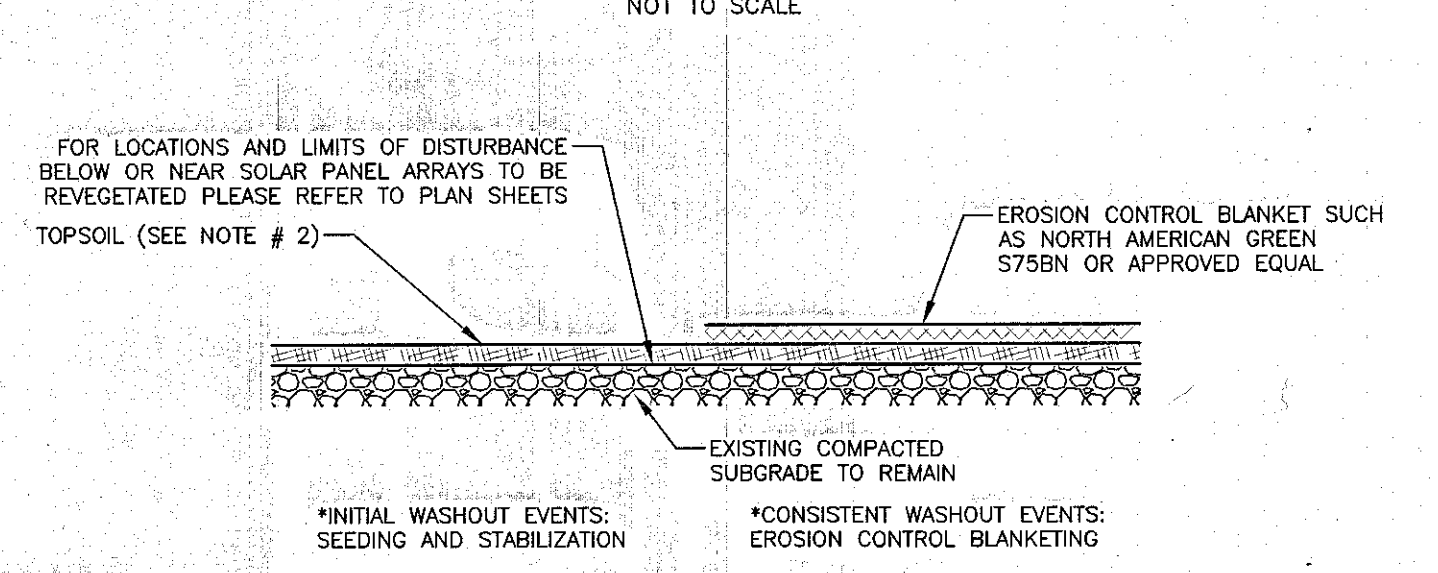 NOT TO SCALE
FOR LOCATIONS AND LIMITS OF DISTURBANCE
BELOW OR NEAR SOLAR PANEL ARRAYS TO BE
REVEGETATED PLEASE REFER TO PLAN SHEETS
TOPSOIL (SEE NOTE # 2)
EROSION CONTROL BLANKET SUCH
AS NORTH AMERICAN GREEN
S75BN OR APPROVED EQUAL
EXISTING COMPACTED
SUBGRADE TO REMAIN
*INITIAL WASHOUT EVENTS:
SEEDING AND STABILIZATION
*CONSISTENT WASHOUT EVENTS:
EROSION CONTROL BLANKETING